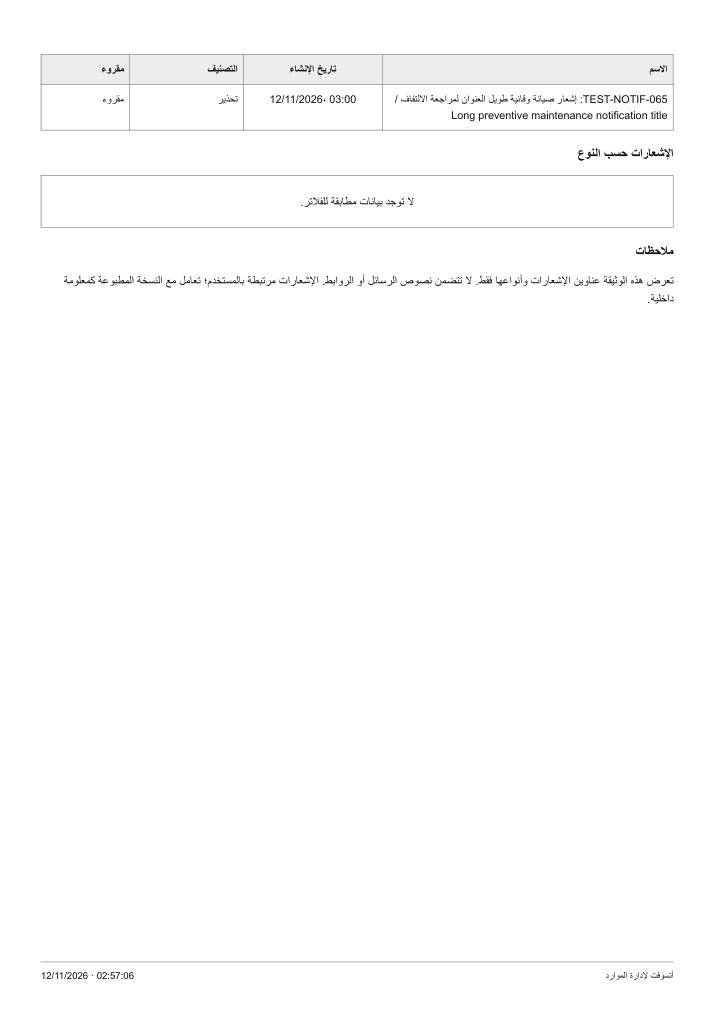 الاسم	تاريخ الإنشاء	التصنيف	مقروء
TEST-NOTIF-065: إشعار صيانة وقائية طويل العنوان لمراجعة الالتفاف /	12/11/2026، 03:00	تحذير	مقروء
Long preventive maintenance notification title
الإشعارات حسب النوع
لا توجد بيانات مطابقة للفلاتر.
ملاحظات
تعرض هذه الوثيقة عناوين الإشعارات وأنواعها فقط. لا تتضمن نصوص الرسائل أو الروابط. الإشعارات مرتبطة بالمستخدم؛ تعامل مع النسخة المطبوعة كمعلومة
داخلية.
أتسوفت لإدارة الموارد	12/11/2026 · 02:57:06